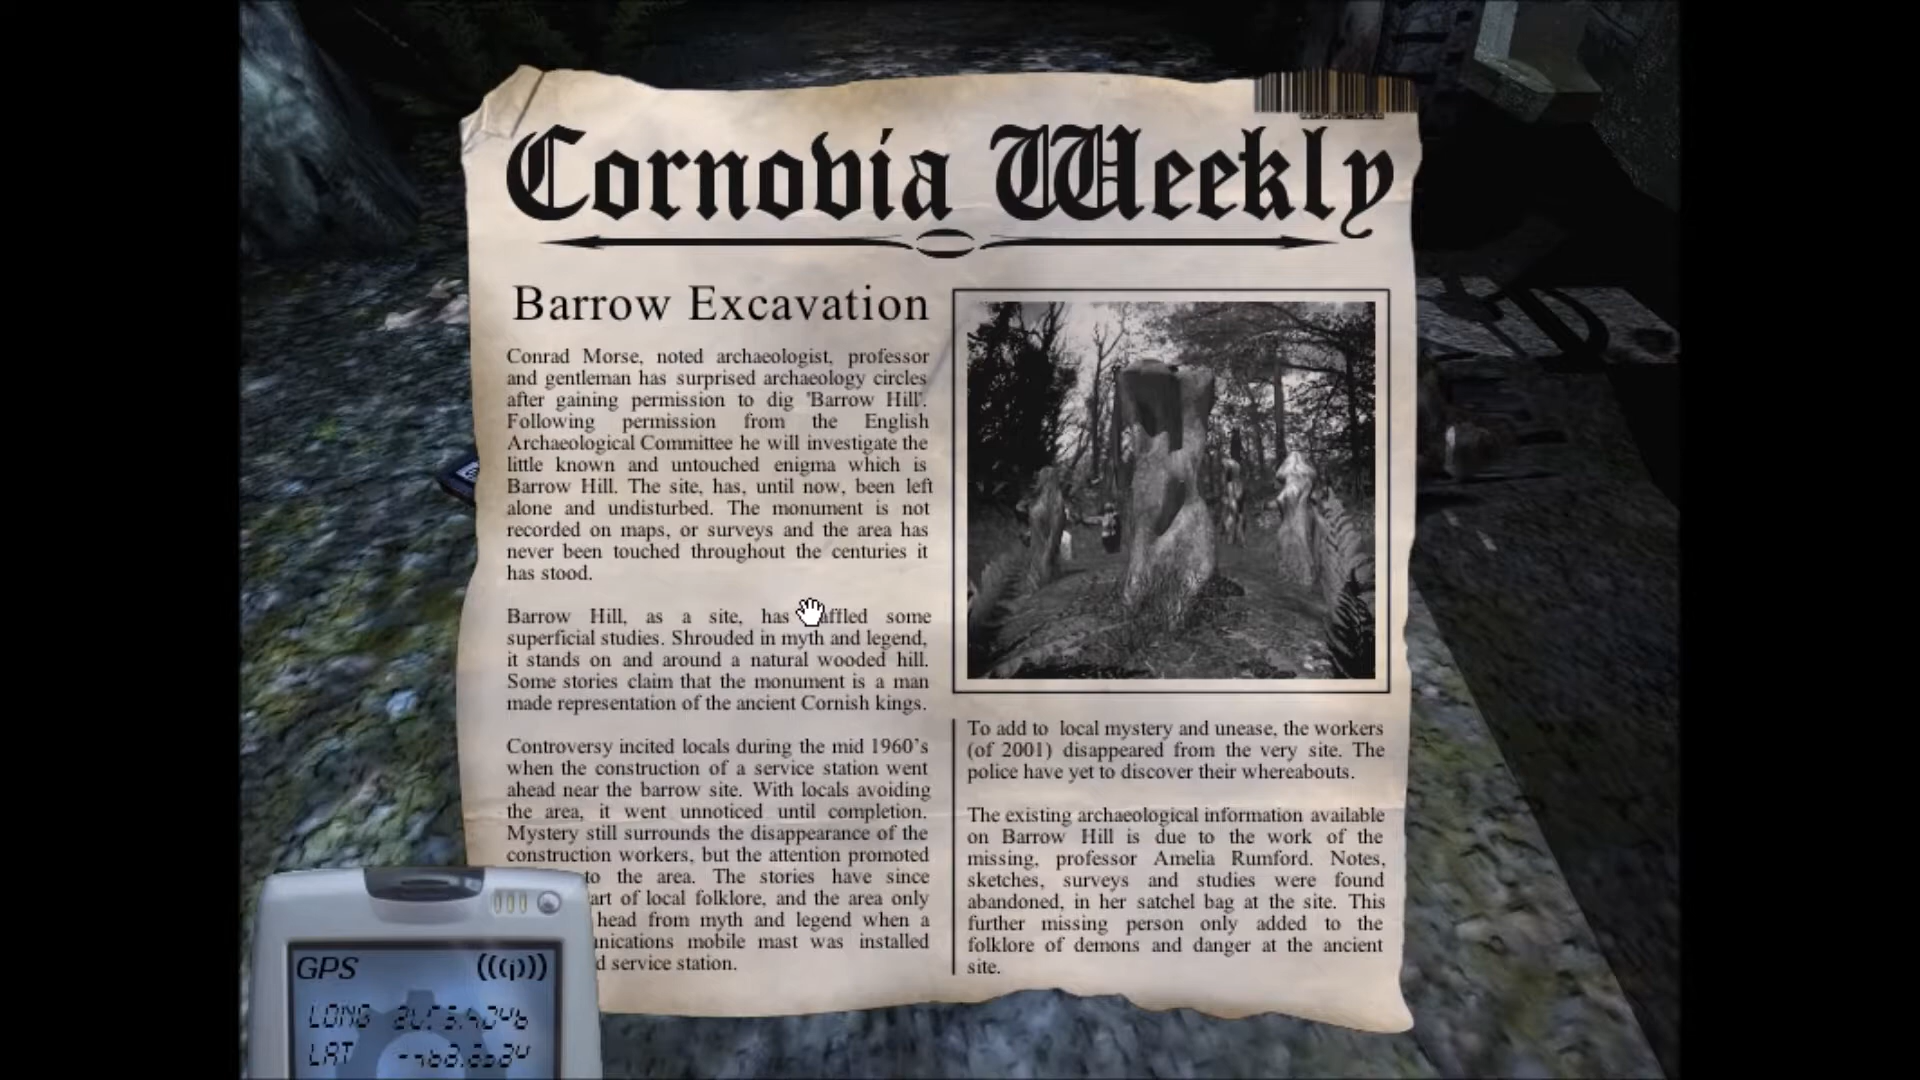 Cornovia Weekly
Barrow Excavation
Conrad Morse, noted archaeologist, professor
and gentleman has surprised archaeology circles
after gaining permission to dig 'Barrow Hill'.
Following permission from the English
Archaeological Committee he will investigate the
little known and untouched enigma which is
Barrow Hill. The site, has, until now, been left
alone and undisturbed. The monument is not
recorded on maps, or surveys and the area has
never been touched throughout the centuries it
has stood.
Barrow Hill, as a site, has some
superficial studies. Shrouded in myth and legend,
it stands on and around a natural wooded hill.
Some stories claim that the monument is a man
made representation of the ancient Cornish kings.
Controversy incited locals during the mid 1960's
when the construction of a service station went
ahead near the barrow site. With locals avoiding
the area, it went unnoticed until completion.
Mystery still surrounds the disappearance of the
construction workers, but the attention promoted
to the area. The stories have since
of local folklore, and the area only
head from myth and legend when a
mobile mast was installed
service station.
To add to local mystery and unease, the workers
(of 2001) disappeared from the very site. The
police have yet to discover their whereabouts.
The existing archaeological information available
on Barrow Hill is due to the work of the
missing, professor Amelia Rumford. Notes,
sketches, surveys and studies were found
abandoned, in her satchel bag at the site. This
further missing person only added to the
folklore of demons and danger at the ancient
site.
GPS
LONG
LAT